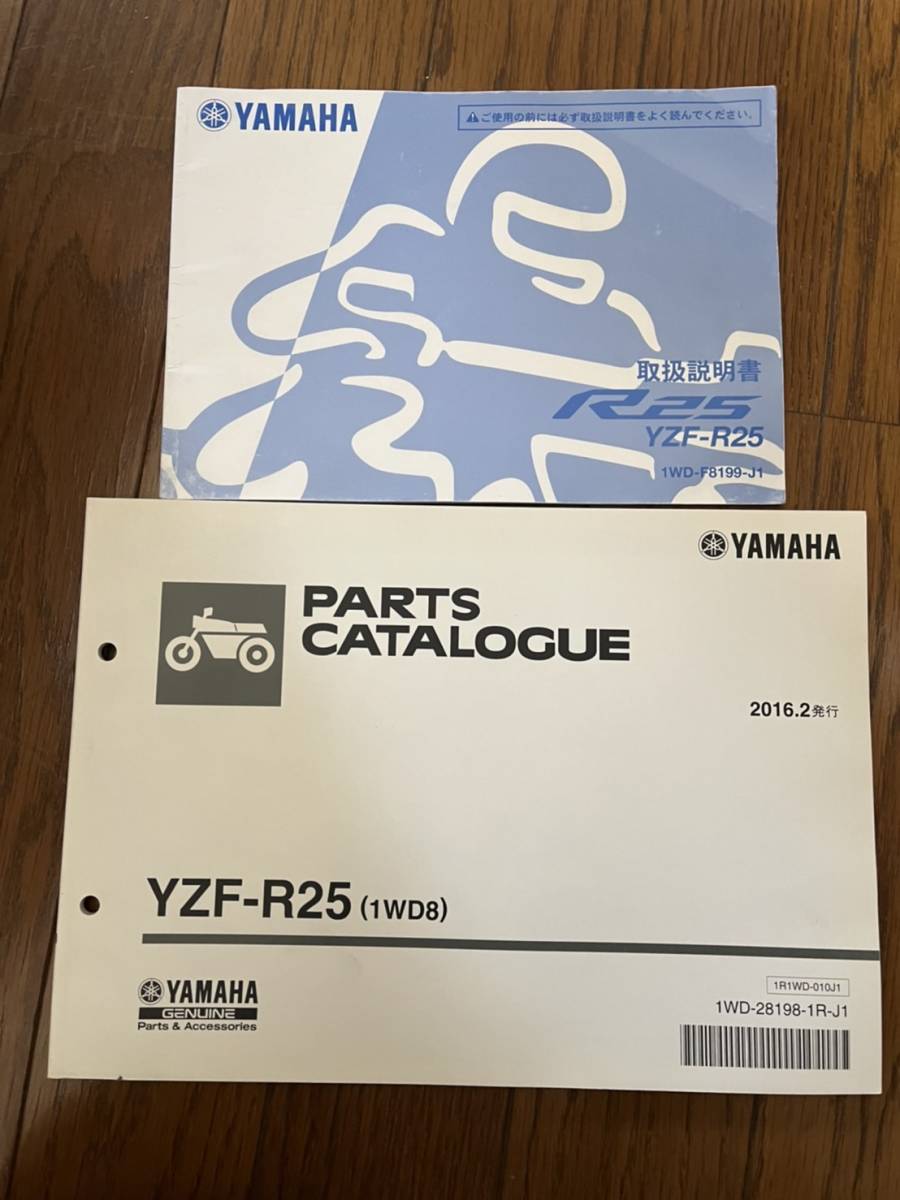 YAMAHA
⚠ご使用の前には必ず取扱説明書をよく読んでください。
取扱説明書
R25
YZF-R25
1WD-F8199-J1
YAMAHA
PARTS
CATALOGUE
2016.2発行
YZF-R25 (1WD8)
YAMAHA
GENUINE
Parts & Accessories
1R1WD-010J1
1WD-28198-1R-J1